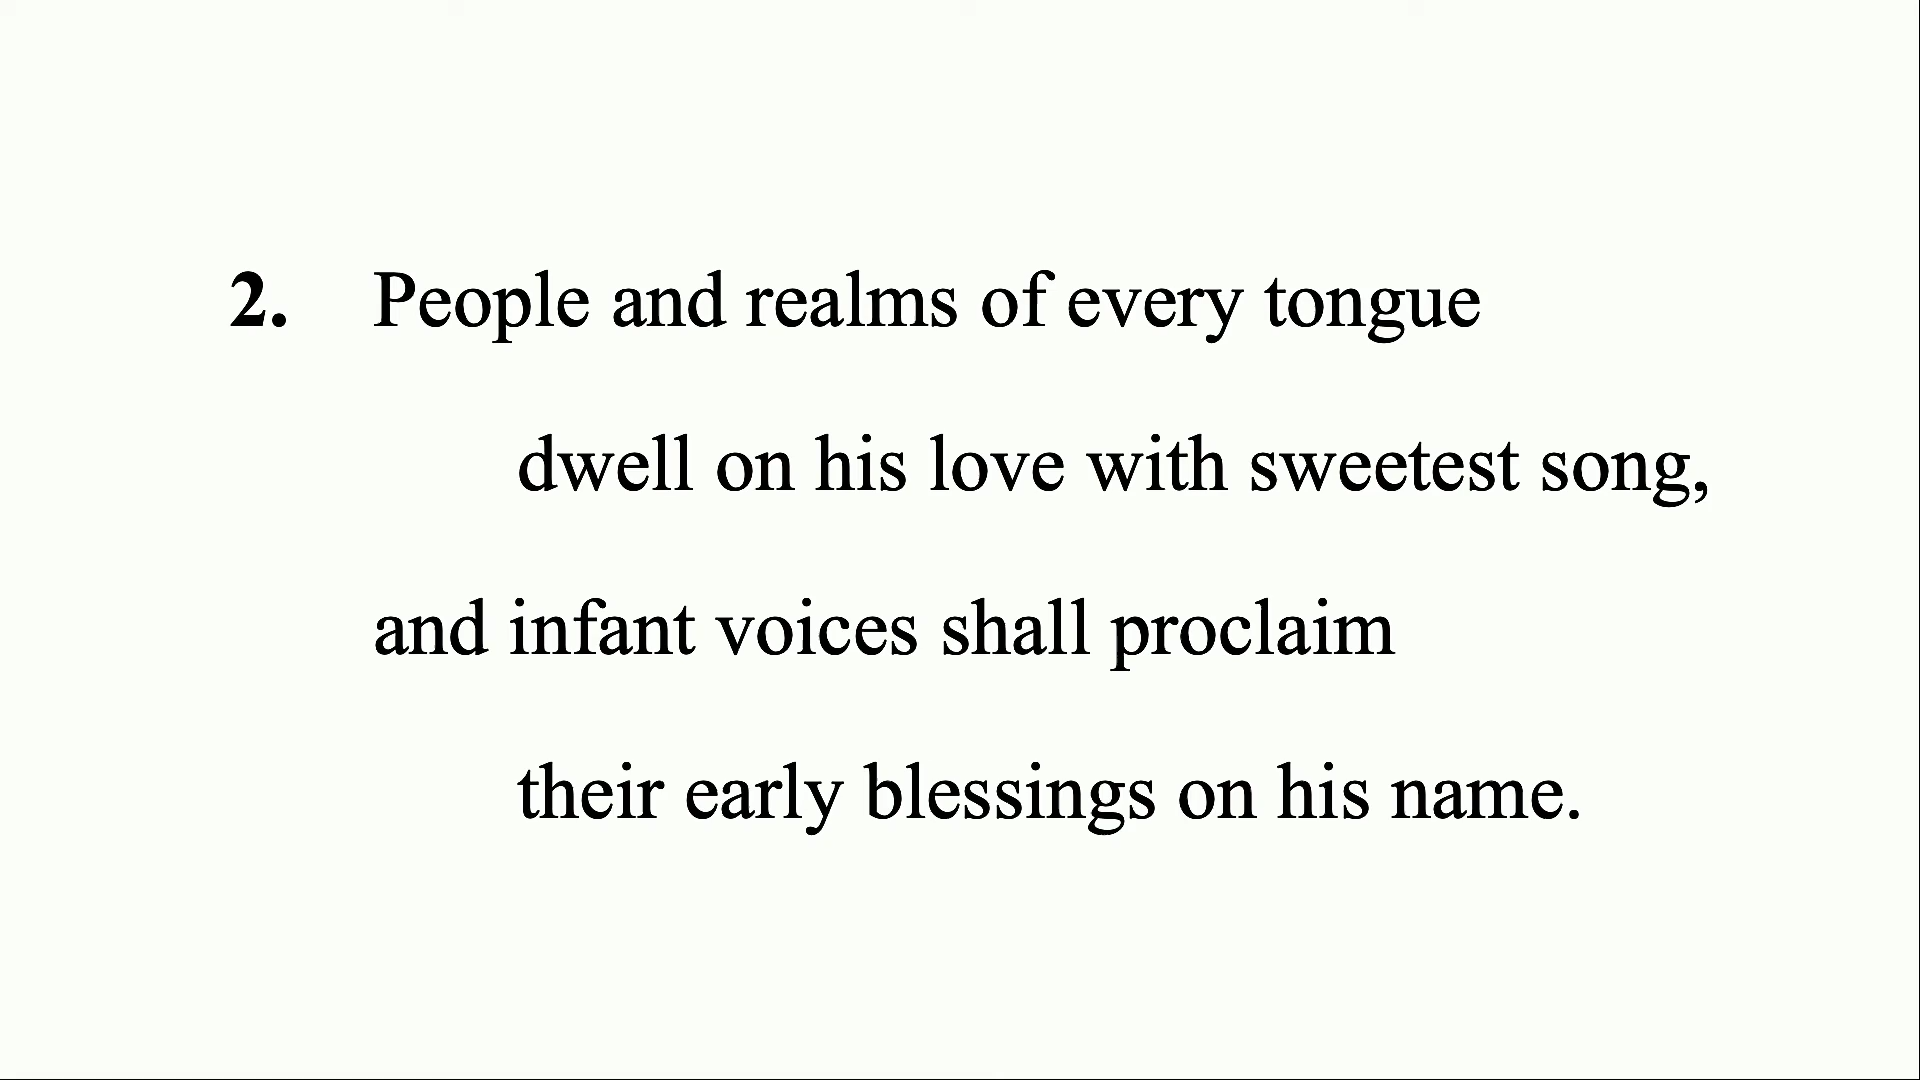 2. People and realms of every tongue
dwell on his love with sweetest song,
and infant voices shall proclaim
their early blessings on his name.